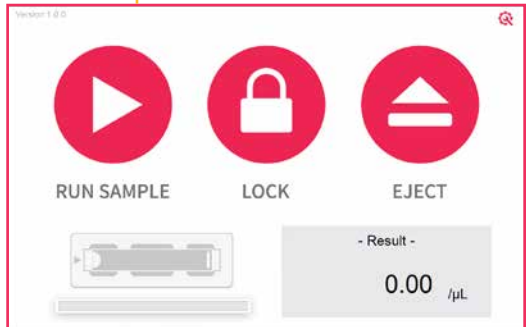 Version 1.0.0
RUN SAMPLE LOCK EJECT
- Result -
0.00 /µL